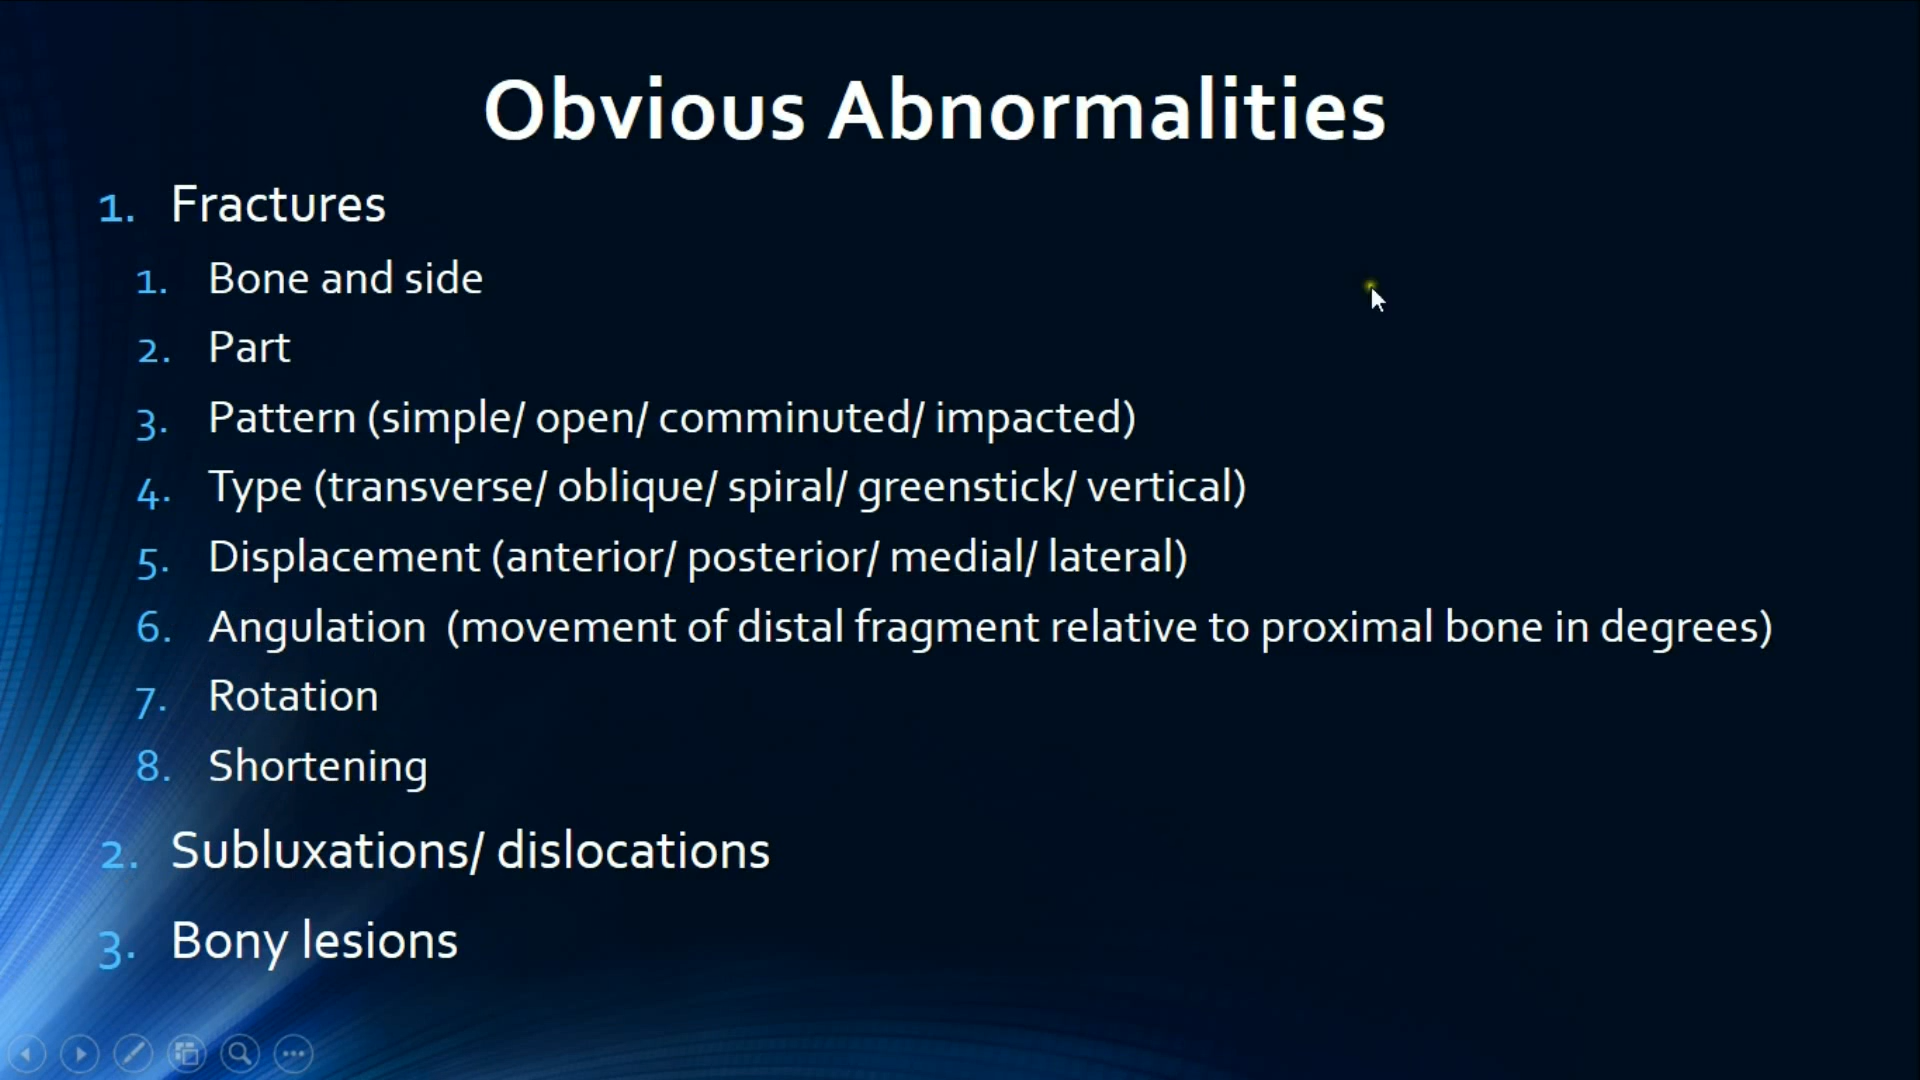 Obvious Abnormalities
1. Fractures
1. Bone and side
2. Part
3. Pattern (simple/ open/ comminuted/ impacted)
4. Type (transverse/ oblique/ spiral/ greenstick/ vertical)
5. Displacement (anterior/ posterior/ medial/ lateral)
6. Angulation  (movement of distal fragment relative to proximal bone in degrees)
7. Rotation
8. Shortening
2. Subluxations/ dislocations
3. Bony lesions